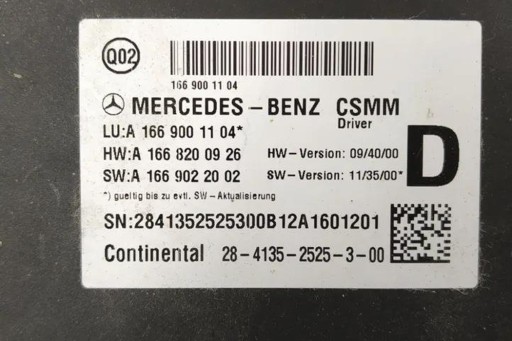 Q02
166 900 11 04
MERCEDES-BENZ CSMM
Driver
LU:A 166 900 11 04*
HW:A 166 820 09 26 HW-Version: 09/40/00
SW:A 166 902 20 02 SW-Version: 11/35/00*
D
*) gueltig bis zu evtl. SW-Aktualisierung
SN:2841352525300B12A1601201
Continental 28-4135-2525-3-00